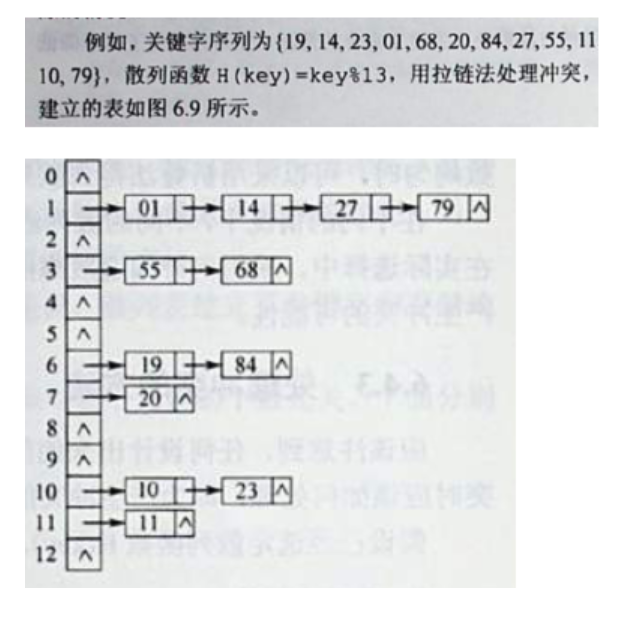 例如，关键字序列为{19, 14, 23, 01, 68, 20, 84, 27, 55, 11
10, 79}，散列函数 H(key)=key%13，用拉链法处理冲突，
建立的表如图 6.9 所示。
0 ∧
1 01 14 27 79 ∧
2 ∧
3 55 68 ∧
4 ∧
5 ∧
6 19 84 ∧
7 20 ∧
8 ∧
9 ∧
10 10 23 ∧
11 11 ∧
12 ∧